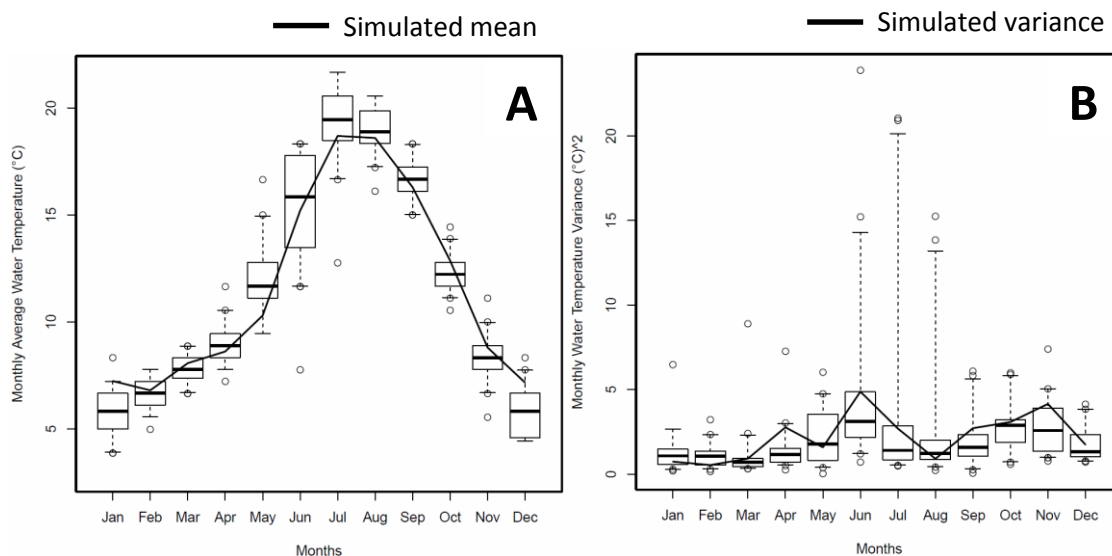 Simulated mean
Simulated variance
A
B
Monthly Average Water Temperature (°C)
20
15
10
5
Jan Feb Mar Apr May Jun Jul Aug Sep Oct Nov Dec
Months
Monthly Water Temperature Variance (°C)^2
20
15
10
5
0
Jan Feb Mar Apr May Jun Jul Aug Sep Oct Nov Dec
Months